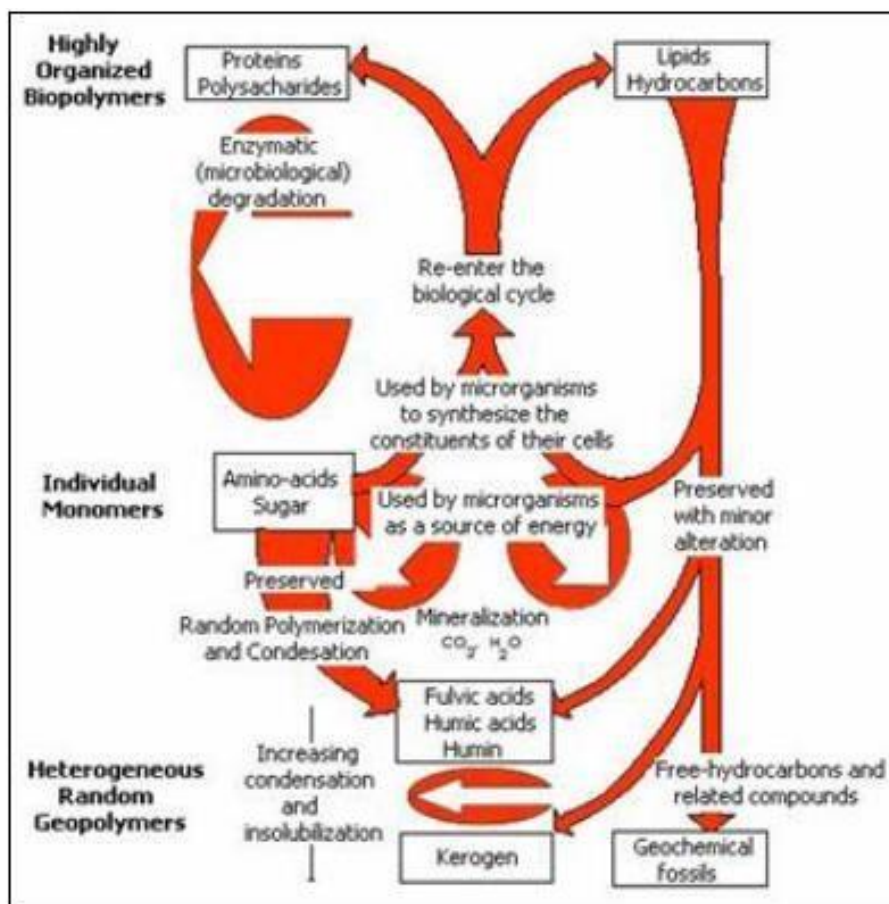 Highly
Organized
Biopolymers
Proteins
Polysacharides
Lipids
Hydrocarbons
Enzymatic
(microbiological)
degradation
Re-enter the
biological cycle
Used by microrganisms
to synthesize the
constituents of their cells
Individual
Monomers
Amino-acids
Sugar
Used by microrganisms
as a source of energy
Preserved
with minor
alteration
Preserved
Random Polymerization
and Condesation
Mineralization
CO₂, H₂O
Fulvic acids
Humic acids
Humin
Heterogeneous
Random
Geopolymers
Increasing
condensation
and
insolubilization
Free-hydrocarbons and
related compounds
Kerogen
Geochemical
fossils